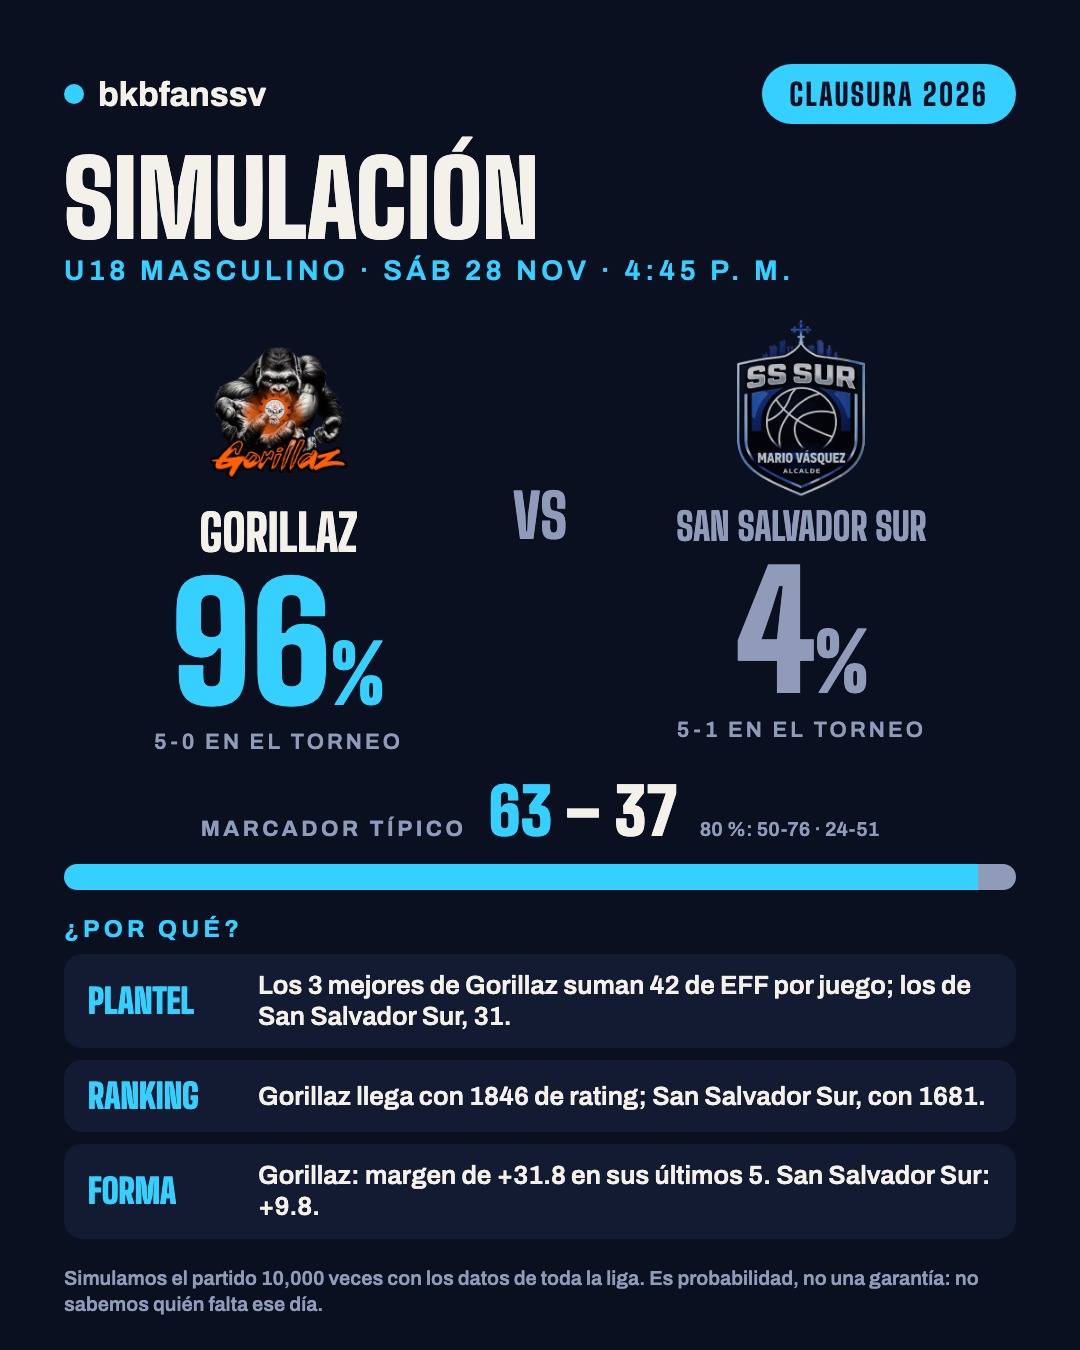 bkbfanssv
CLAUSURA 2026
SIMULACIÓN
U18 MASCULINO · SÁB 28 NOV · 4:45 P. M.
Gorillaz
SS SUR
MARIO VÁSQUEZ
ALCALDE
GORILLAZ
VS
SAN SALVADOR SUR
96%
4%
5-0 EN EL TORNEO
5-1 EN EL TORNEO
MARCADOR TÍPICO 63 – 37 80 %: 50-76 · 24-51
¿POR QUÉ?
PLANTEL
Los 3 mejores de Gorillaz suman 42 de EFF por juego; los de
San Salvador Sur, 31.
RANKING
Gorillaz llega con 1846 de rating; San Salvador Sur, con 1681.
FORMA
Gorillaz: margen de +31.8 en sus últimos 5. San Salvador Sur:
+9.8.
Simulamos el partido 10,000 veces con los datos de toda la liga. Es probabilidad, no una garantía: no
sabemos quién falta ese día.